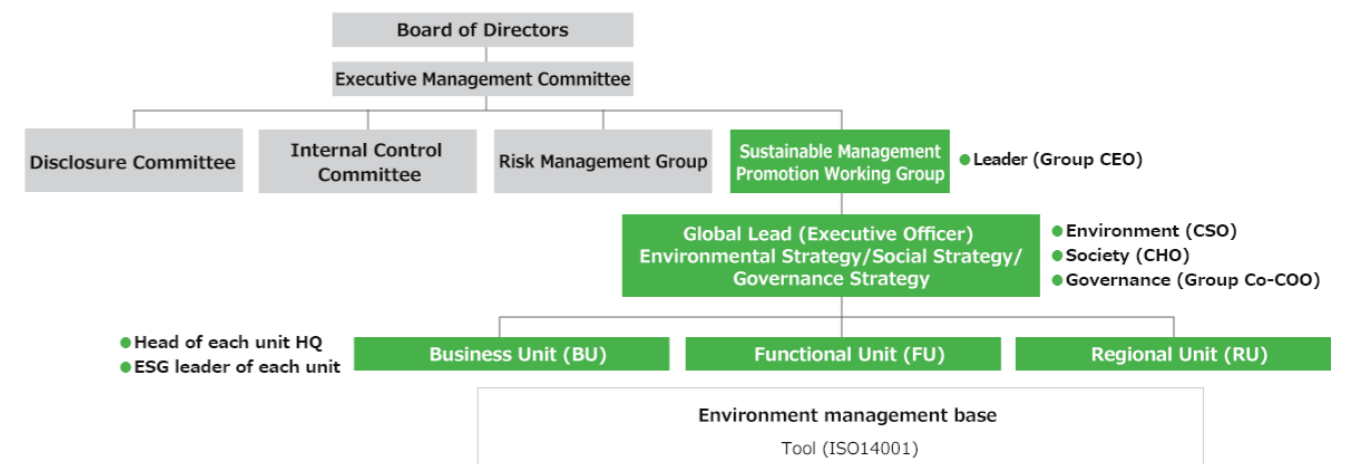 Board of Directors
Executive Management Committee
Disclosure Committee
Internal Control
Committee
Risk Management Group
Sustainable Management
Promotion Working Group
Leader (Group CEO)
Global Lead (Executive Officer)
Environmental Strategy/Social Strategy/
Governance Strategy
Environment (CSO)
Society (CHO)
Governance (Group Co-COO)
Head of each unit HQ
ESG leader of each unit
Business Unit (BU)
Functional Unit (FU)
Regional Unit (RU)
Environment management base
Tool (ISO14001)